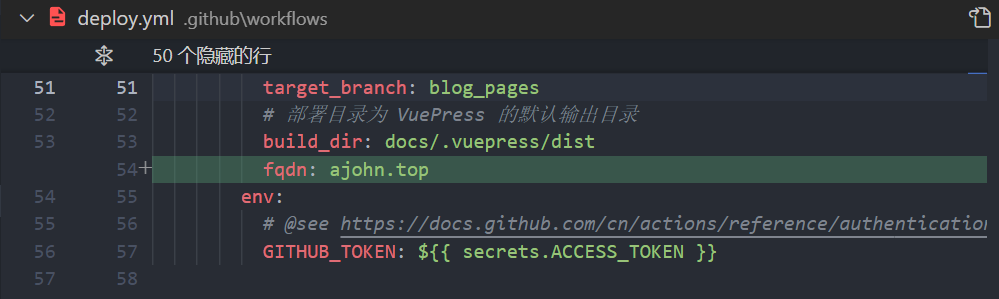 deploy.yml .github\workflows
50 个隐藏的行
51 51 target_branch: blog_pages
52 52 # 部署目录为 VuePress 的默认输出目录
53 53 build_dir: docs/.vuepress/dist
54+ fqdn: ajohn.top
54 55 env:
55 56 # @see https://docs.github.com/cn/actions/reference/authentication
56 57 GITHUB_TOKEN: ${{ secrets.ACCESS_TOKEN }}
57 58